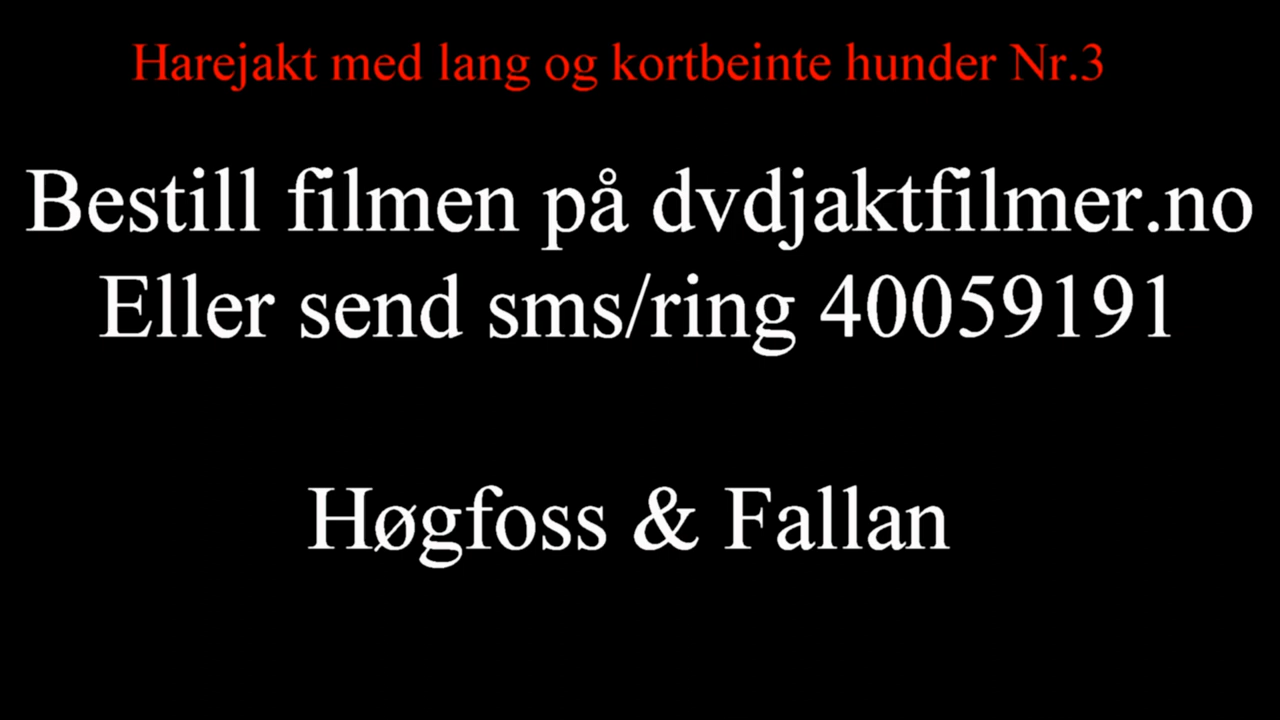 Harejakt med lang og kortbeinte hunder Nr.3
Bestill filmen på dvdjaktfilmer.no
Eller send sms/ring 40059191
Høgfoss & Fallan